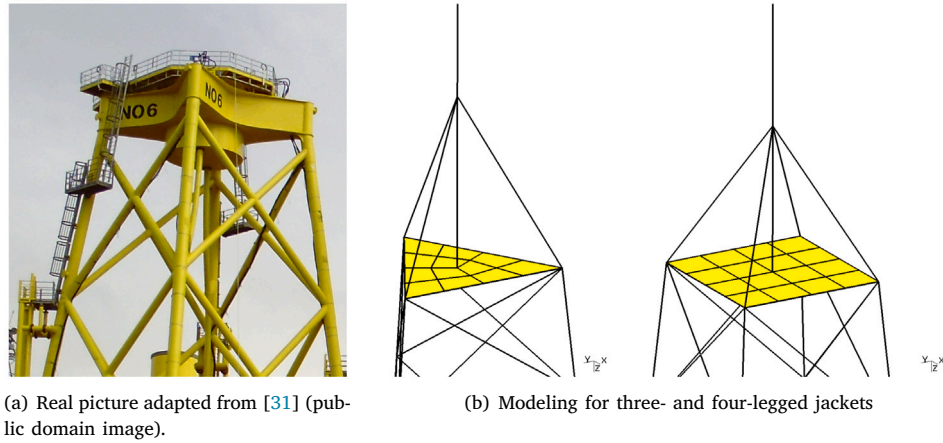 NO6
NO6
Y X
Z
Y X
Z
(a) Real picture adapted from [31] (pub-
lic domain image).
(b) Modeling for three- and four-legged jackets